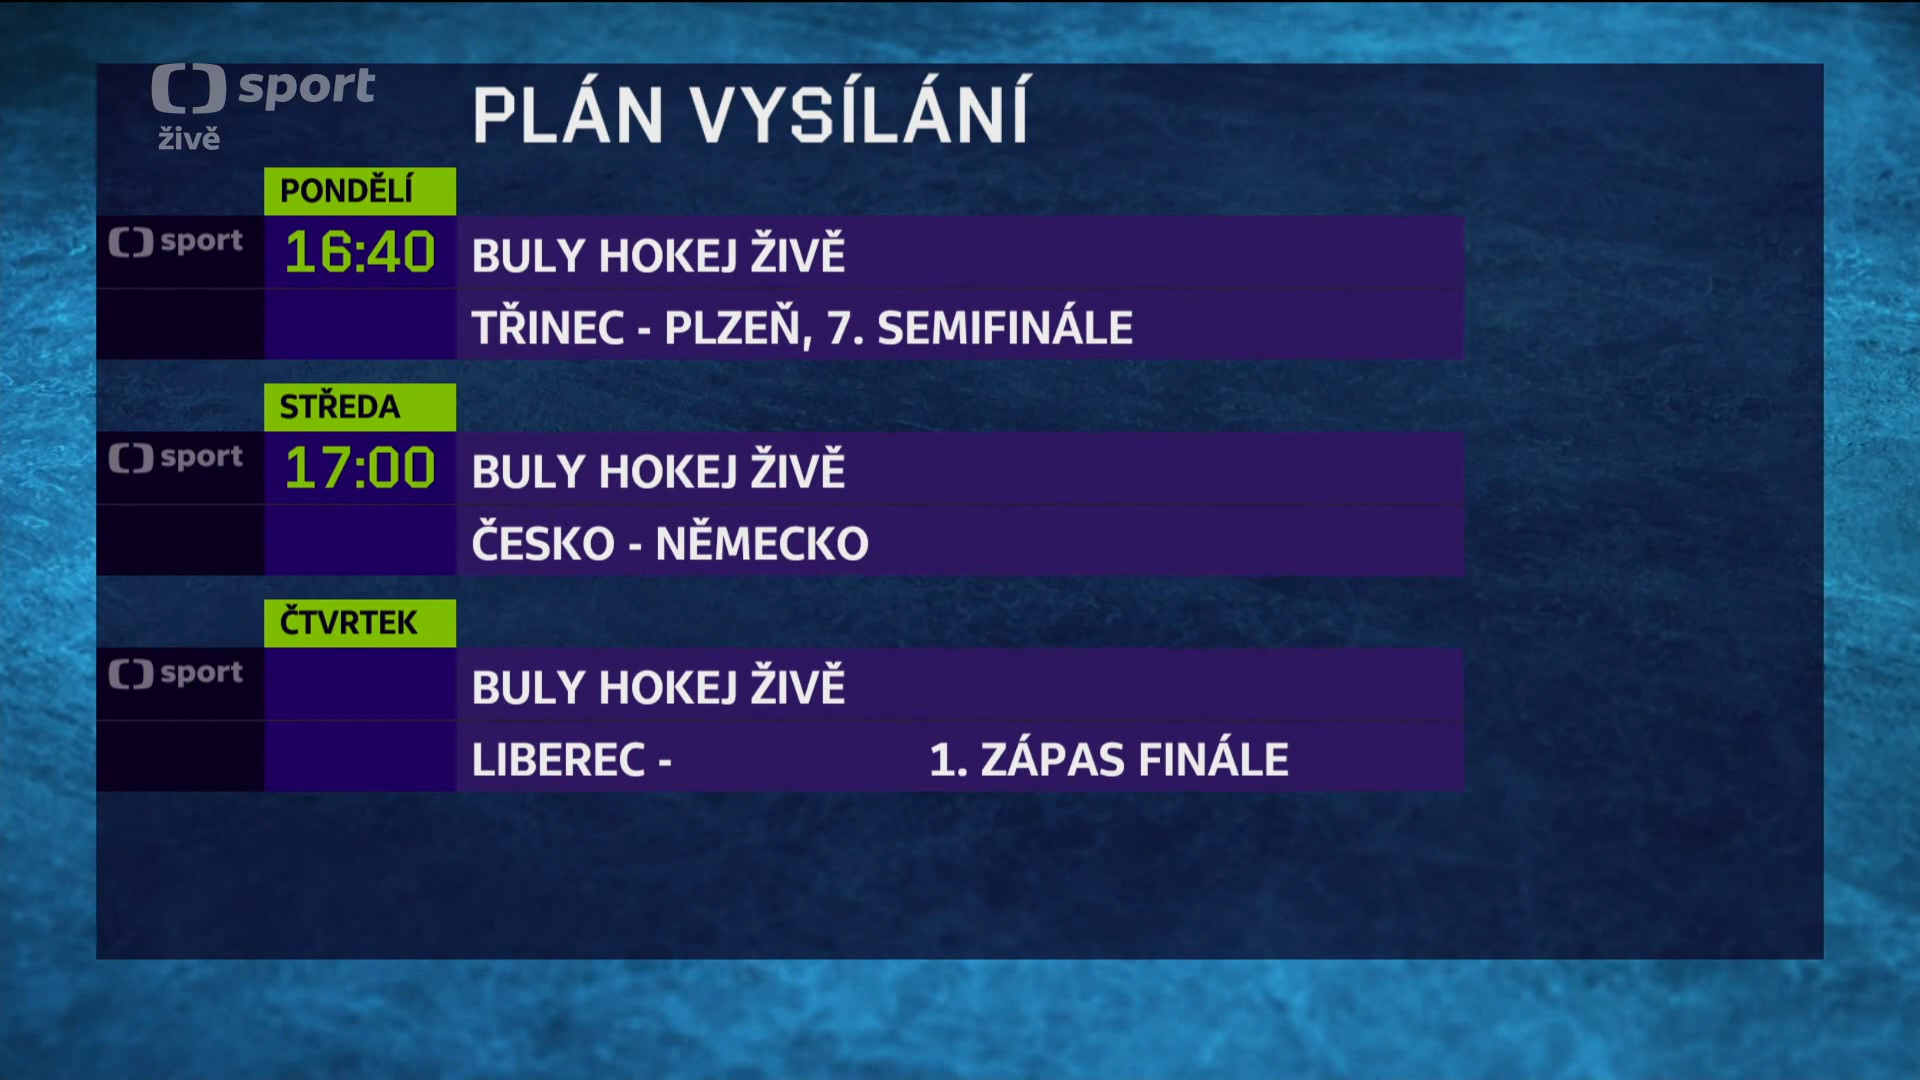 sport
živě
PLÁN VYSÍLÁNÍ
PONDĚLÍ
sport 16:40 BULY HOKEJ ŽIVĚ
TŘINEC - PLZEŇ, 7. SEMIFINÁLE
STŘEDA
sport 17:00 BULY HOKEJ ŽIVĚ
ČESKO - NĚMECKO
ČTVRTEK
sport BULY HOKEJ ŽIVĚ
LIBEREC - 1. ZÁPAS FINÁLE